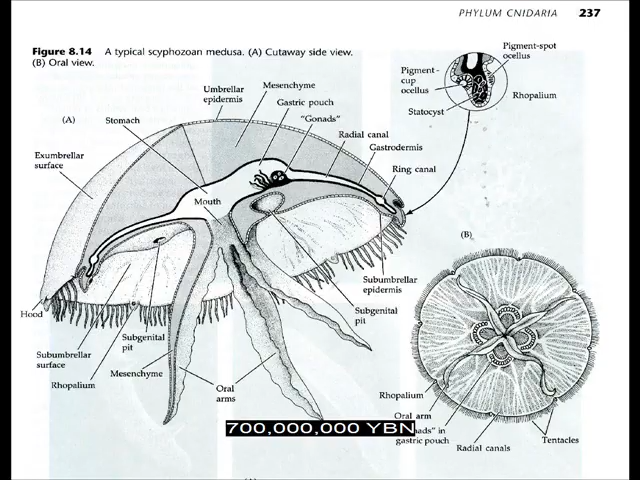 PHYLUM CNIDARIA 237
Figure 8.14 A typical scyphozoan medusa. (A) Cutaway side view.
(B) Oral view.
Pigment-spot
ocellus
Pigment-
cup
ocellus
Rhopalium
Statocyst
Umbrellar
epidermis
Mesenchyme
Gastric pouch
(A)
Stomach
"Gonads"
Radial canal
Gastrodermis
Exumbrellar
surface
Ring canal
Mouth
(B)
Subumbrellar
epidermis
Hood
Subgenital
pit
Subgenital
pit
Subumbrellar
surface
Mesenchyme
Rhopalium
Oral
arms
Rhopalium
Oral arm
700,000,000 YBN
nads" in
gastric pouch
Radial canals
Tentacles